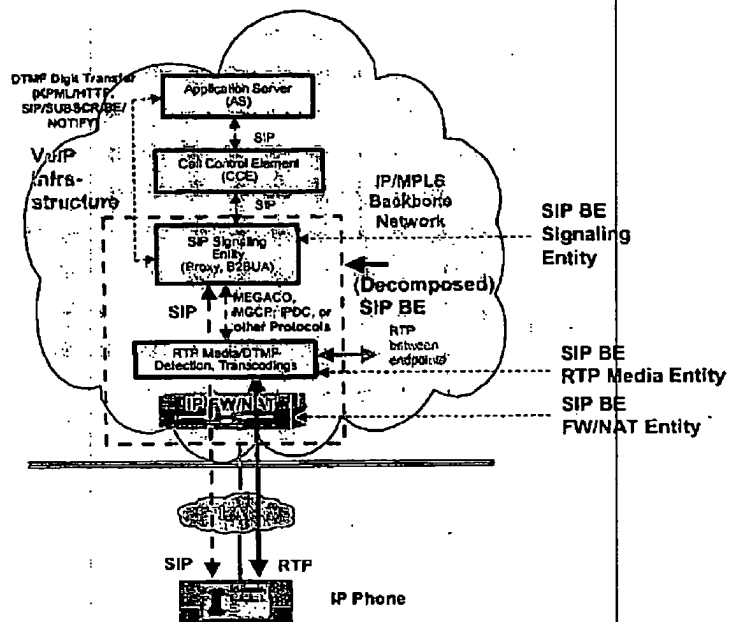 DTMF Digit Transfer
(KPML/HTTP,
SIP/SUBSCRIBE/
NOTIFY)
Application Server
(AS)
SIP
VoIP
Infra-
structure
Call Control Element
(CCE)
SIP
IP/MPLS
Backbone
Network
SIP Signaling
Entity
(Proxy, B2BUA)
SIP BE
Signaling
Entity
(Decomposed)
SIP BE
SIP
MEGACO,
MGCP, IPDC, or
other Protocols
RTP
between
endpoints
RTP Media/DTMF
Detection, Transcodings
SIP BE
RTP Media Entity
IP FW/NAT
SIP BE
FW/NAT Entity
LAN
SIP
RTP
IP Phone